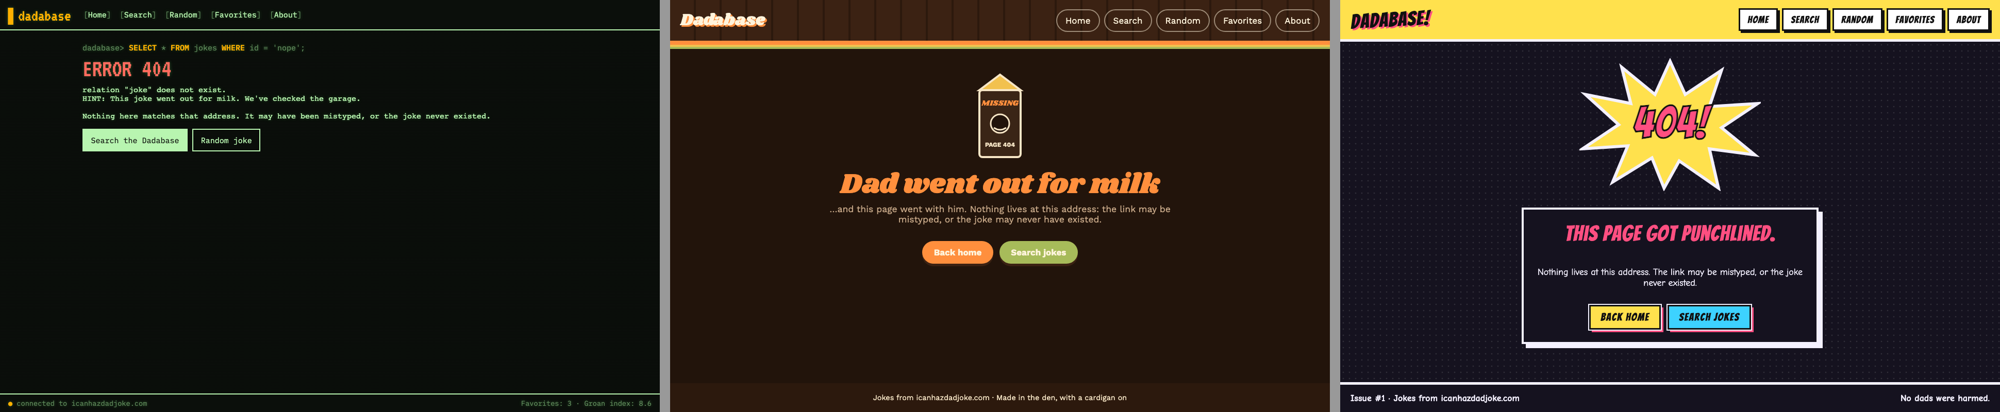 dadabase [Home] [Search] [Random] [Favorites] [About]
dadabase> SELECT * FROM jokes WHERE id = 'nope';
ERROR 404
relation "joke" does not exist.
HINT: This joke went out for milk. We've checked the garage.
Nothing here matches that address. It may have been mistyped, or the joke never existed.
Search the Dadabase Random joke
connected to icanhazdadjoke.com Favorites: 3 · Groan index: 8.6
Dadabase Home Search Random Favorites About
MISSING
PAGE 404
Dad went out for milk
...and this page went with him. Nothing lives at this address: the link may be
mistyped, or the joke may never have existed.
Back home Search jokes
Jokes from icanhazdadjoke.com · Made in the den, with a cardigan on
DADABASE! HOME SEARCH RANDOM FAVORITES ABOUT
404!
THIS PAGE GOT PUNCHLINED.
Nothing lives at this address. The link may be mistyped, or the joke
never existed.
BACK HOME SEARCH JOKES
Issue #1 · Jokes from icanhazdadjoke.com No dads were harmed.